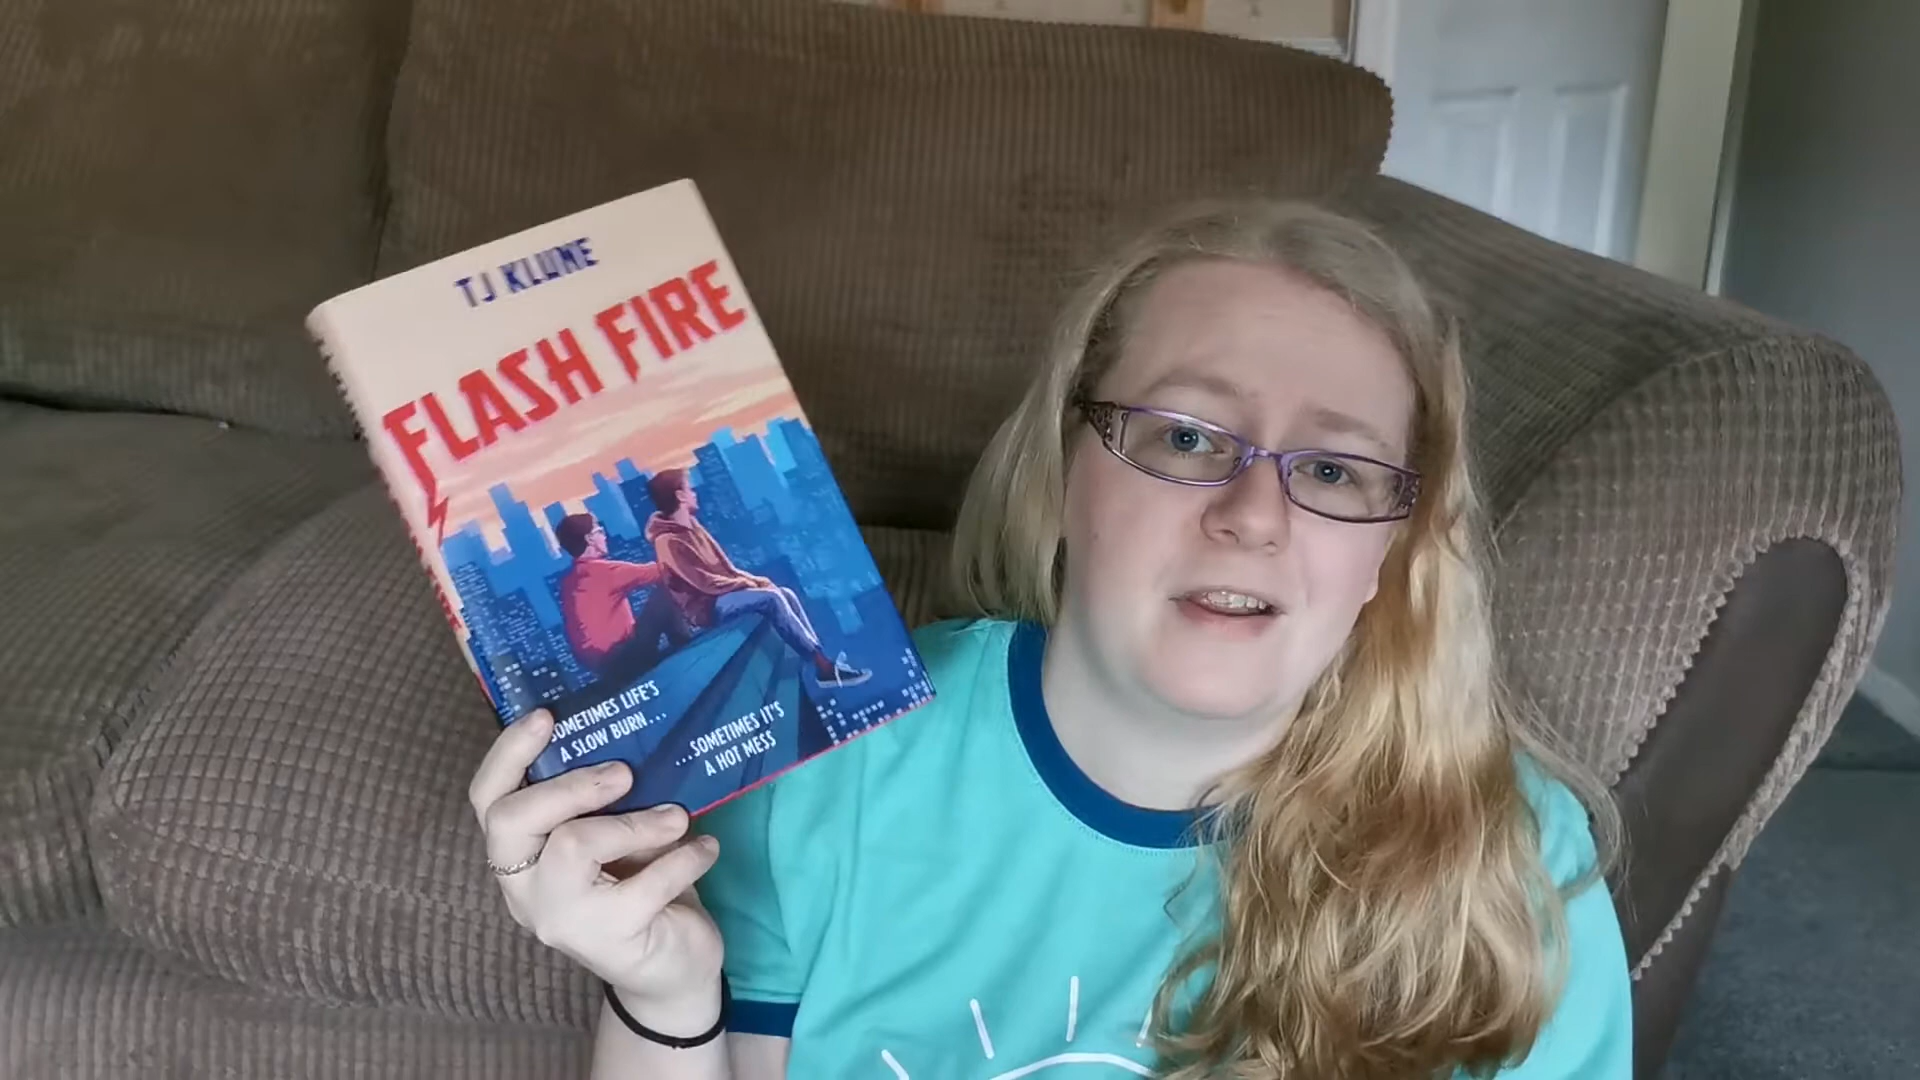 TJ KLUNE
FLASH FIRE
SOMETIMES LIFE'S
A SLOW BURN...
...SOMETIMES IT'S
A HOT MESS